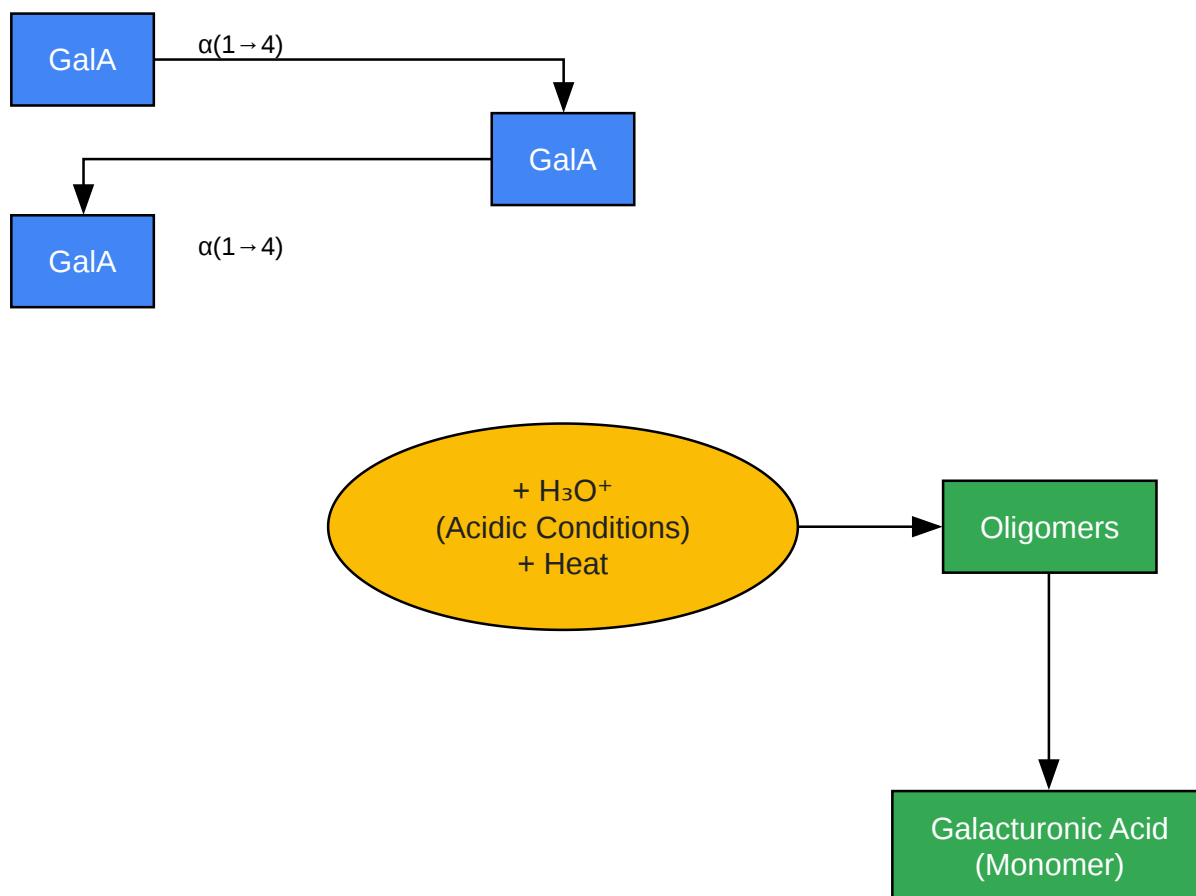 GalA
α(1→4)
GalA
GalA
α(1→4)
+ H₃O⁺
(Acidic Conditions)
+ Heat
Oligomers
Galacturonic Acid
(Monomer)